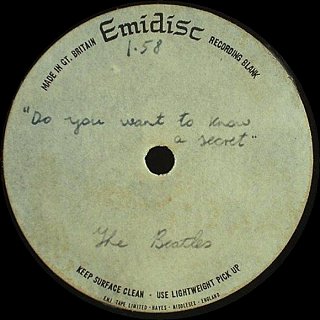 Emidisc
MADE IN GT. BRITAIN
RECORDING BLANK
1.58
"Do you want to know
a secret"
The Beatles
KEEP SURFACE CLEAN - USE LIGHTWEIGHT PICK UP
E.M.I. TAPE LIMITED - HAYES - MIDDLESEX - ENGLAND